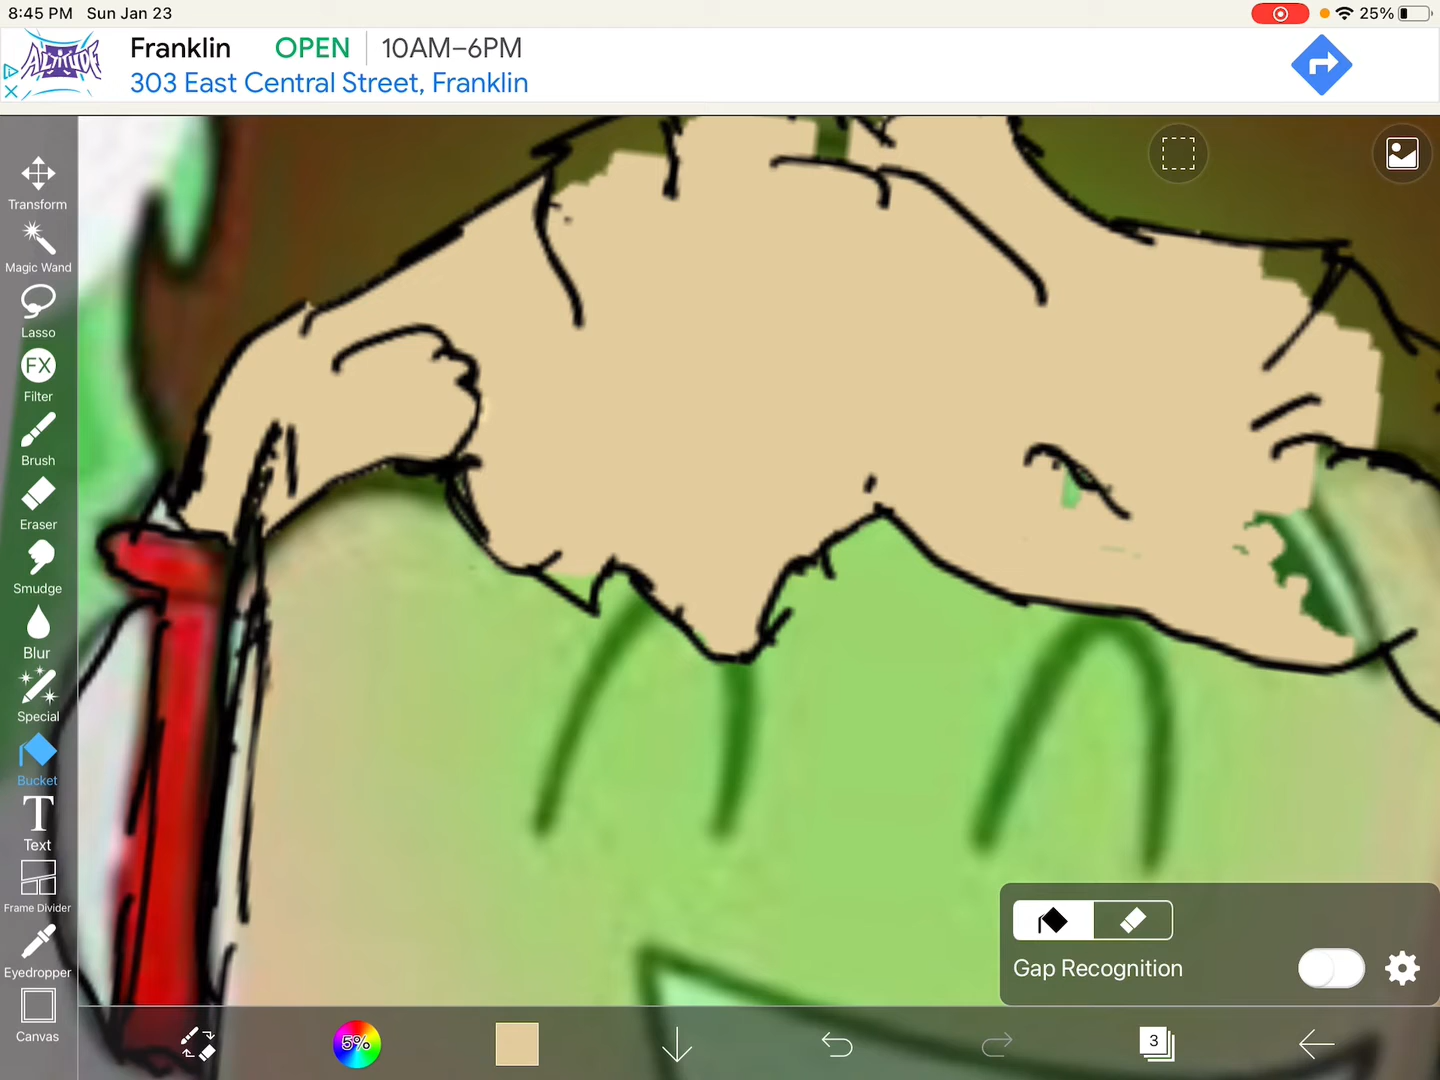 8:45 PM Sun Jan 23
25%
ALTITUDE
Franklin OPEN 10AM–6PM
303 East Central Street, Franklin
Transform
Magic Wand
Lasso
FX
Filter
Brush
Eraser
Smudge
Blur
Special
Bucket
T
Text
Frame Divider
Eyedropper
Canvas
Gap Recognition
5%
3